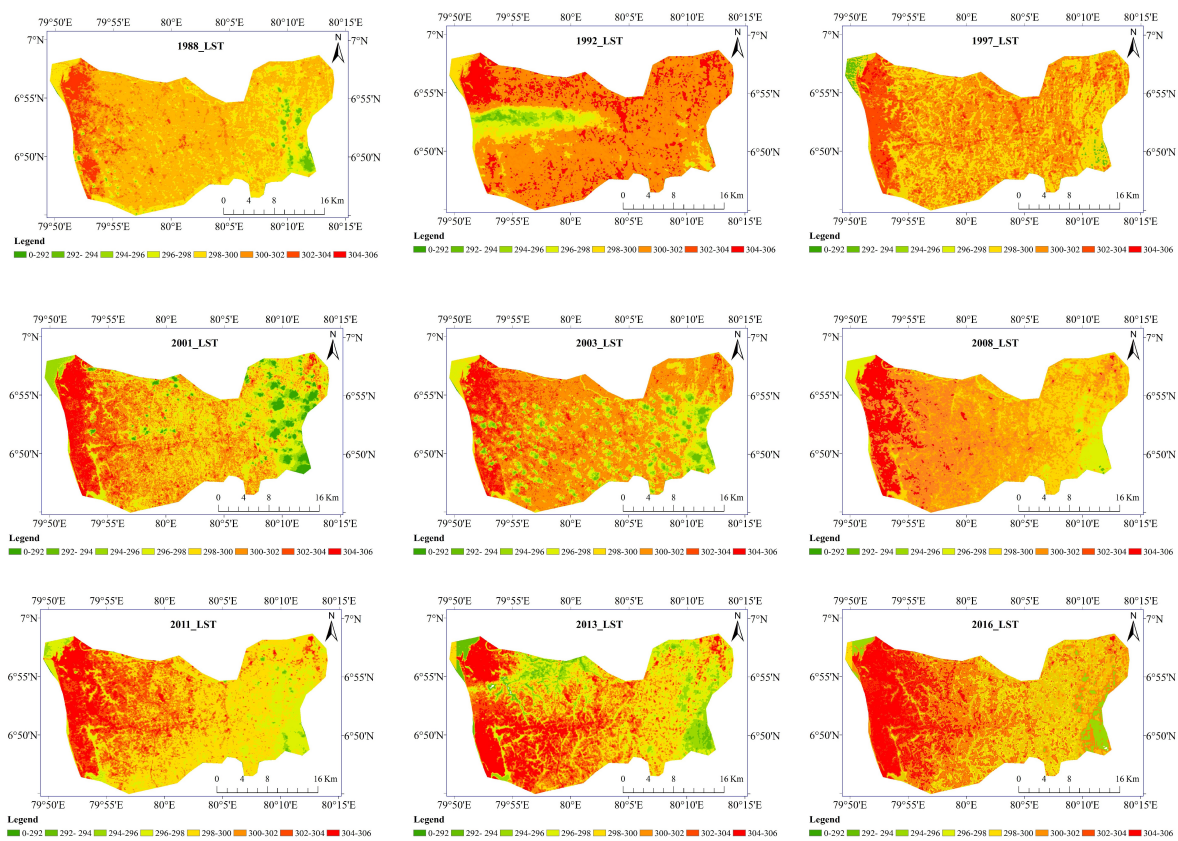 79°50'E 79°55'E 80°0'E 80°5'E 80°10'E 80°15'E
7°N 1988_LST N 7°N
6°55'N 6°55'N
6°50'N 6°50'N
0 4 8 16 Km
79°50'E 79°55'E 80°0'E 80°5'E 80°10'E 80°15'E
Legend
0-292 292- 294 294-296 296-298 298-300 300-302 302-304 304-306
79°50'E 79°55'E 80°0'E 80°5'E 80°10'E 80°15'E
7°N 1992_LST N 7°N
6°55'N 6°55'N
6°50'N 6°50'N
0 4 8 16 Km
79°50'E 79°55'E 80°0'E 80°5'E 80°10'E 80°15'E
Legend
0-292 292- 294 294-296 296-298 298-300 300-302 302-304 304-306
79°50'E 79°55'E 80°0'E 80°5'E 80°10'E 80°15'E
7°N 1997_LST N 7°N
6°55'N 6°55'N
6°50'N 6°50'N
0 4 8 16 Km
79°50'E 79°55'E 80°0'E 80°5'E 80°10'E 80°15'E
Legend
0-292 292- 294 294-296 296-298 298-300 300-302 302-304 304-306
79°50'E 79°55'E 80°0'E 80°5'E 80°10'E 80°15'E
7°N 2001_LST N 7°N
6°55'N 6°55'N
6°50'N 6°50'N
0 4 8 16 Km
79°50'E 79°55'E 80°0'E 80°5'E 80°10'E 80°15'E
Legend
0-292 292- 294 294-296 296-298 298-300 300-302 302-304 304-306
79°50'E 79°55'E 80°0'E 80°5'E 80°10'E 80°15'E
7°N 2003_LST N 7°N
6°55'N 6°55'N
6°50'N 6°50'N
0 4 8 16 Km
79°50'E 79°55'E 80°0'E 80°5'E 80°10'E 80°15'E
Legend
0-292 292- 294 294-296 296-298 298-300 300-302 302-304 304-306
79°50'E 79°55'E 80°0'E 80°5'E 80°10'E 80°15'E
7°N 2008_LST N 7°N
6°55'N 6°55'N
6°50'N 6°50'N
0 4 8 16 Km
79°50'E 79°55'E 80°0'E 80°5'E 80°10'E 80°15'E
Legend
0-292 292- 294 294-296 296-298 298-300 300-302 302-304 304-306
79°50'E 79°55'E 80°0'E 80°5'E 80°10'E 80°15'E
7°N 2011_LST N 7°N
6°55'N 6°55'N
6°50'N 6°50'N
0 4 8 16 Km
79°50'E 79°55'E 80°0'E 80°5'E 80°10'E 80°15'E
Legend
0-292 292- 294 294-296 296-298 298-300 300-302 302-304 304-306
79°50'E 79°55'E 80°0'E 80°5'E 80°10'E 80°15'E
7°N 2013_LST N 7°N
6°55'N 6°55'N
6°50'N 6°50'N
0 4 8 16 Km
79°50'E 79°55'E 80°0'E 80°5'E 80°10'E 80°15'E
Legend
0-292 292- 294 294-296 296-298 298-300 300-302 302-304 304-306
79°50'E 79°55'E 80°0'E 80°5'E 80°10'E 80°15'E
7°N 2016_LST N 7°N
6°55'N 6°55'N
6°50'N 6°50'N
0 4 8 16 Km
79°50'E 79°55'E 80°0'E 80°5'E 80°10'E 80°15'E
Legend
0-292 292- 294 294-296 296-298 298-300 300-302 302-304 304-306